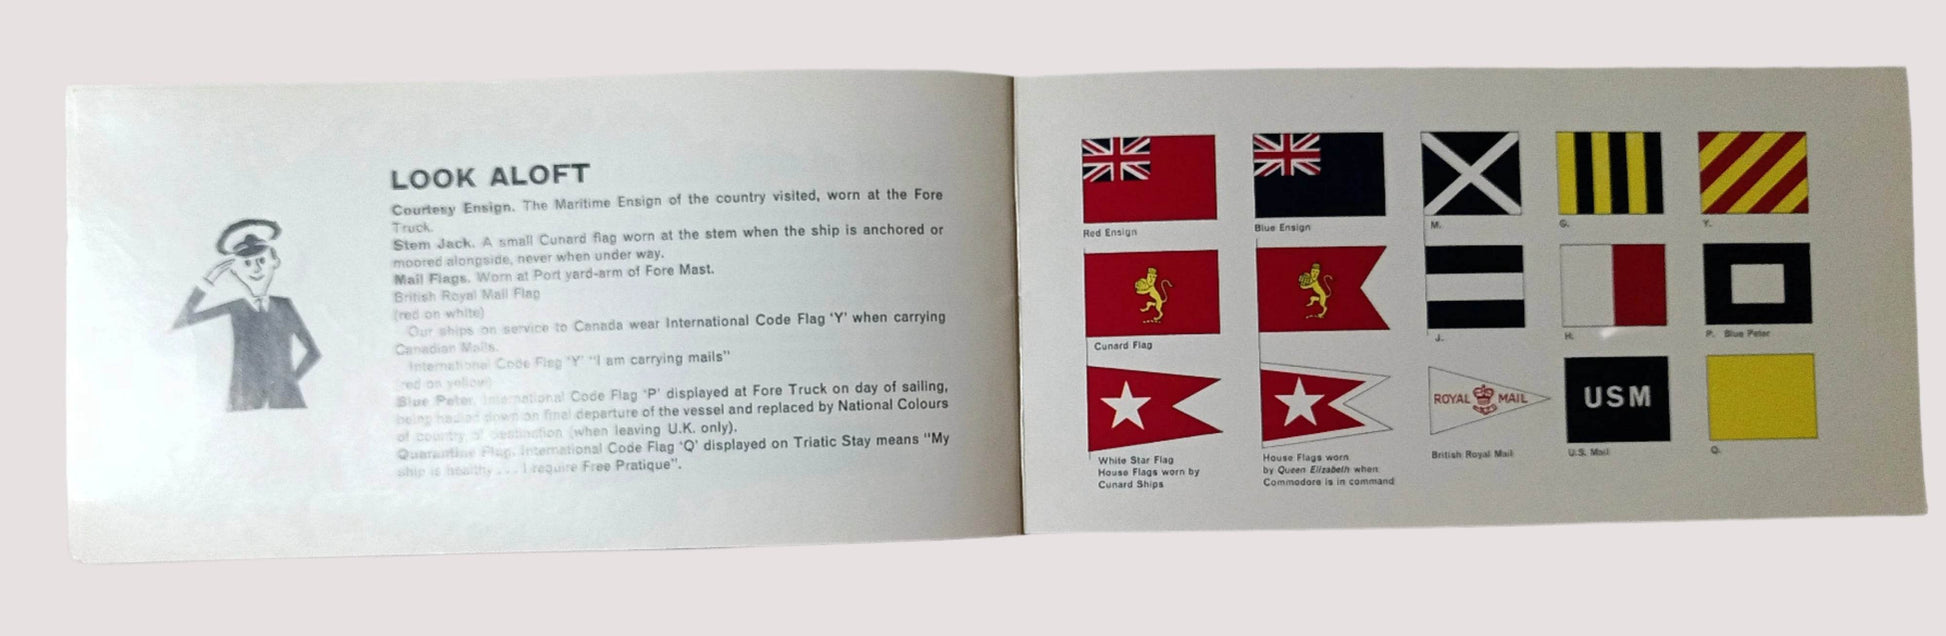 LOOK ALOFT
Courtesy Ensign. The Maritime Ensign of the country visited, worn at the Fore
Truck.
Stem Jack. A small Cunard flag worn at the stem when the ship is anchored or
moored alongside, never when under way.
Mail Flags. Worn at Port yard-arm of Fore Mast.
British Royal Mail Flag
(red on white)
Our ships on service to Canada wear International Code Flag ‘Y’ when carrying
Canadian Mails.
International Code Flag ‘Y’ “I am carrying mails”
(red on yellow)
Blue Peter. International Code Flag ‘P’ displayed at Fore Truck on day of sailing,
being hauled down on final departure of the vessel and replaced by National Colours
of country of destination (when leaving U.K. only).
Quarantine Flag. International Code Flag ‘Q’ displayed on Triatic Stay means “My
ship is healthy . . . I require Free Pratique”.
Red Ensign
Blue Ensign
M.
G.
Y.
Cunard Flag
J.
H.
P. Blue Peter
White Star Flag
House Flags worn by
Cunard Ships
House Flags worn
by Queen Elizabeth when
Commodore is in command
ROYAL MAIL
British Royal Mail
USM
U.S. Mail
Q.